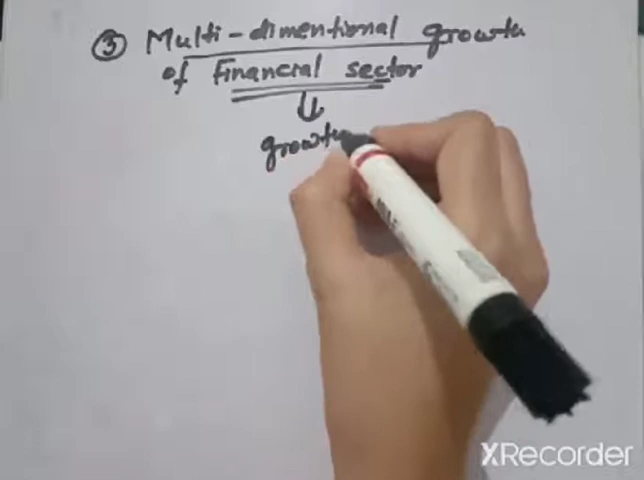 ③ Multi-dimentional growth
of Financial sector
growth
XRecorder